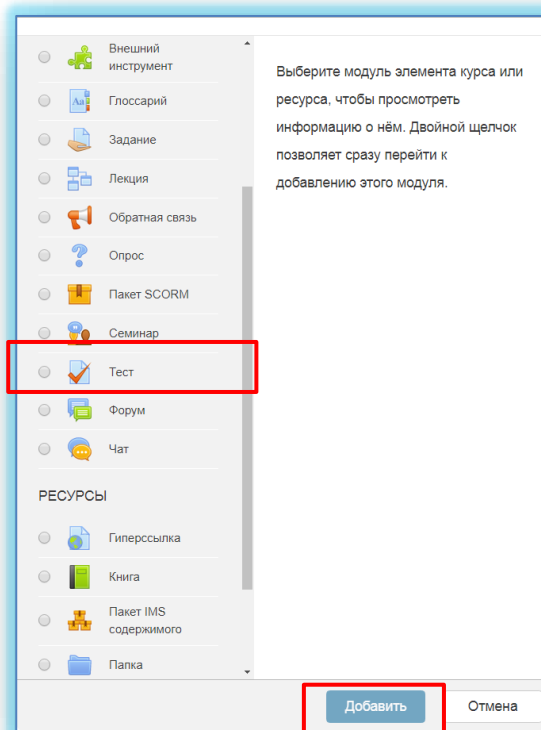 Внешний
инструмент
Глоссарий
Задание
Лекция
Обратная связь
Опрос
Пакет SCORM
Семинар
Тест
Форум
Чат
РЕСУРСЫ
Гиперссылка
Книга
Пакет IMS
содержимого
Папка
Выберите модуль элемента курса или
ресурса, чтобы просмотреть
информацию о нём. Двойной щелчок
позволяет сразу перейти к
добавлению этого модуля.
Добавить
Отмена